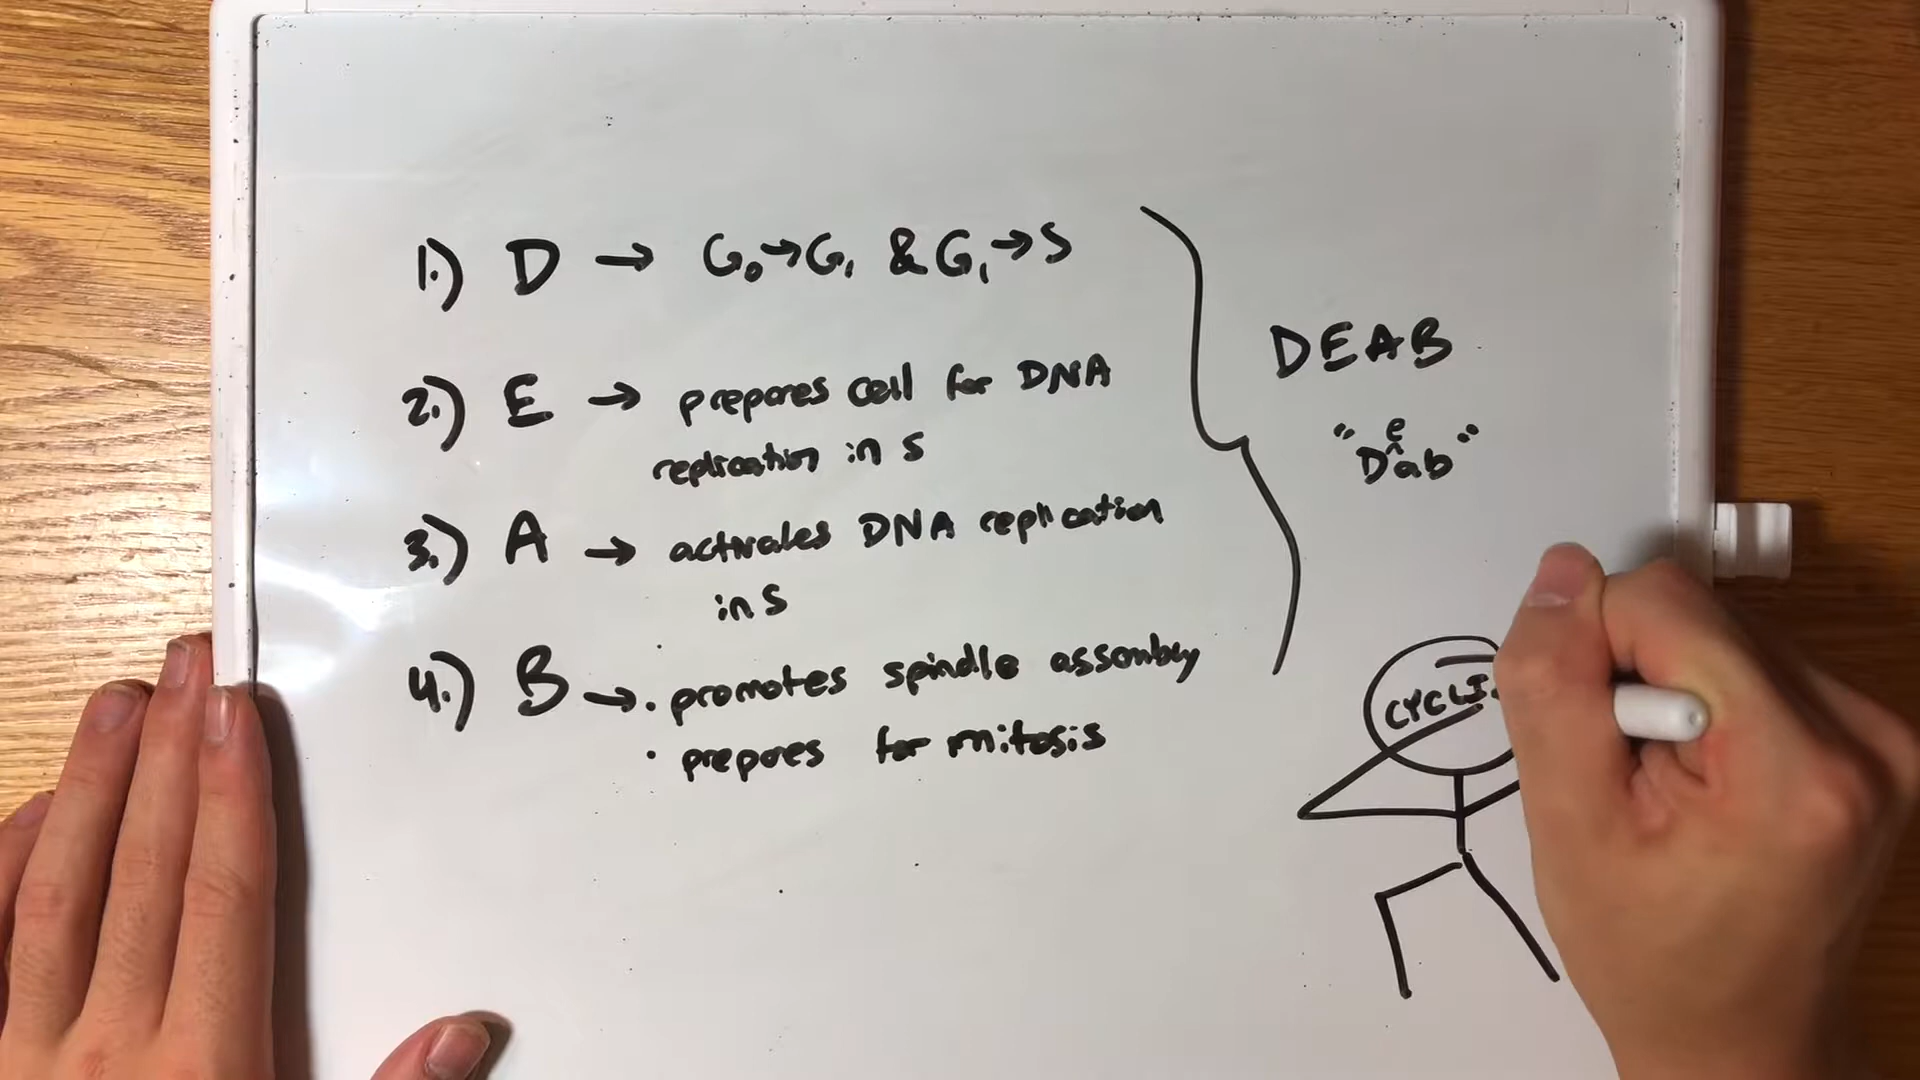 1.) D → G₀→G₁ & G₁→S
2.) E → prepares cell for DNA
replication in S
3.) A → activates DNA replication
in S
4.) B → · promotes spindle assembly
· prepares for mitosis
DEAB
e
"D^ab"